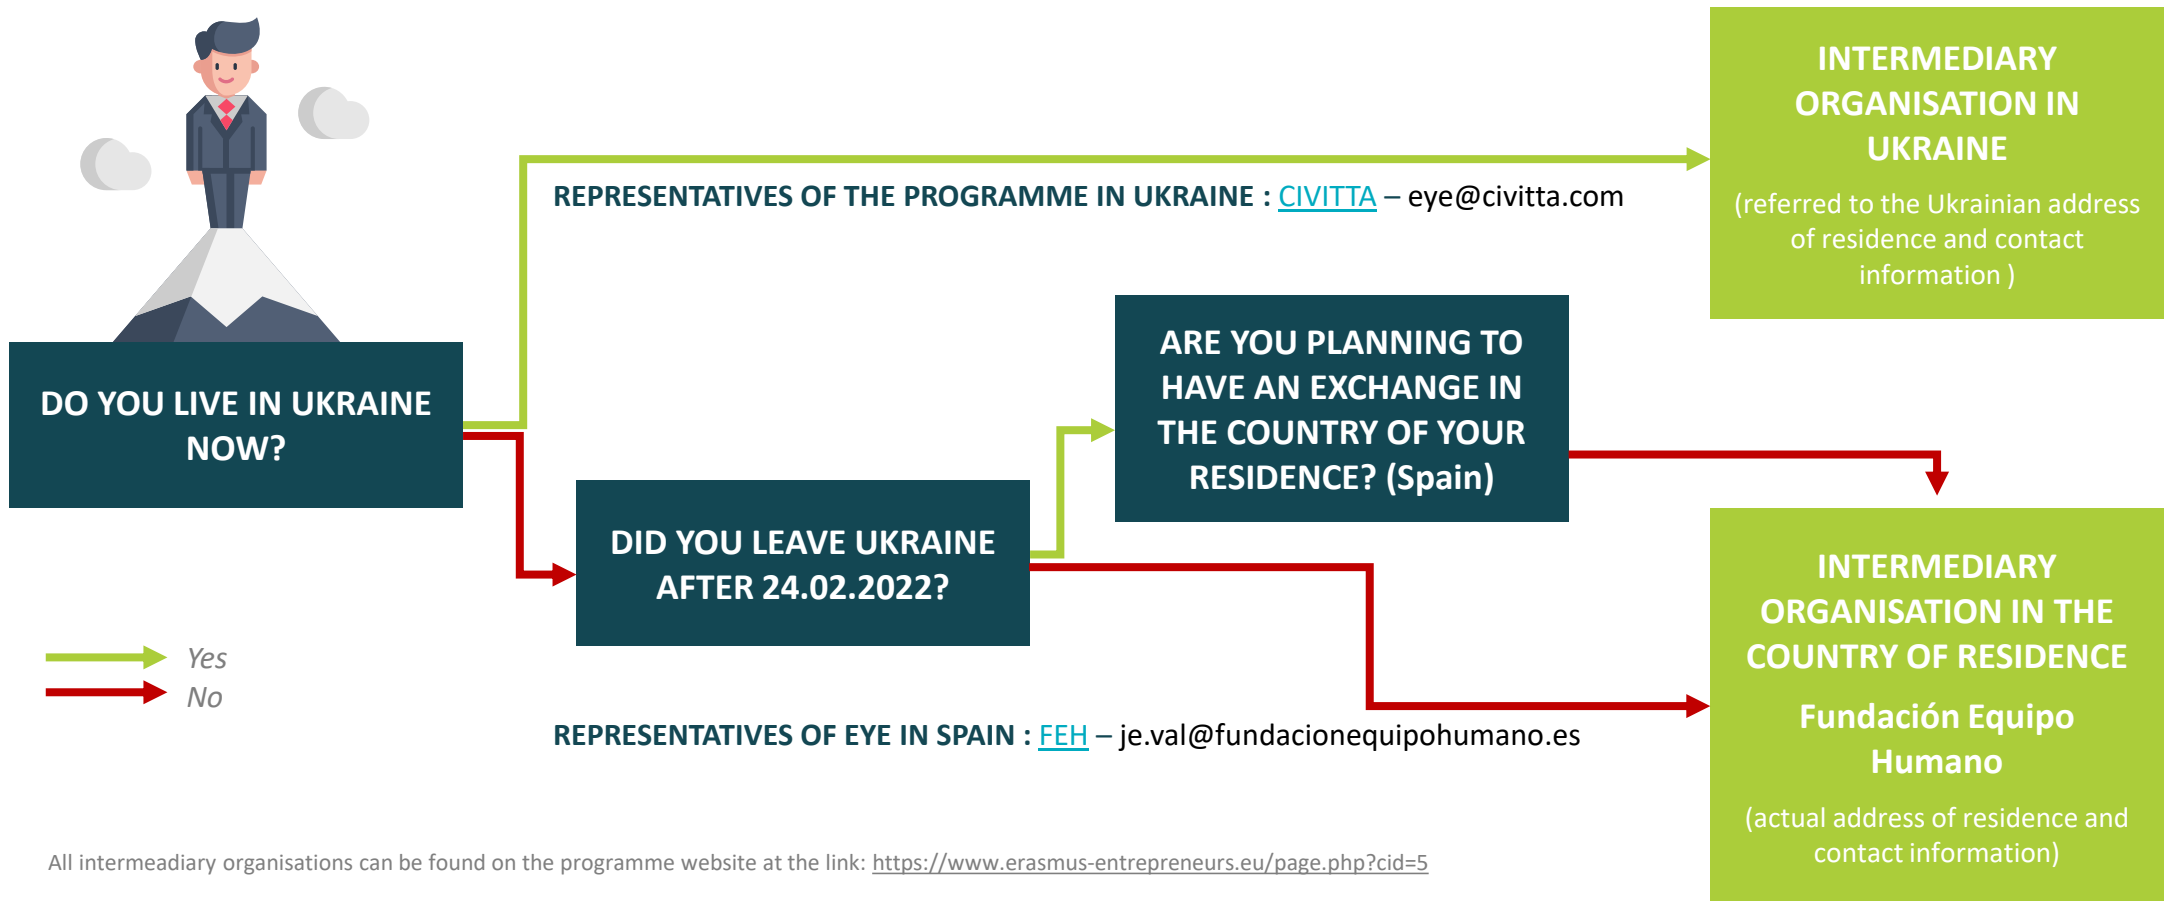 INTERMEDIARY
ORGANISATION IN
UKRAINE
(referred to the Ukrainian address
of residence and contact
information )
REPRESENTATIVES OF THE PROGRAMME IN UKRAINE : CIVITTA – eye@civitta.com
DO YOU LIVE IN UKRAINE
NOW?
ARE YOU PLANNING TO
HAVE AN EXCHANGE IN
THE COUNTRY OF YOUR
RESIDENCE? (Spain)
DID YOU LEAVE UKRAINE
AFTER 24.02.2022?
INTERMEDIARY
ORGANISATION IN THE
COUNTRY OF RESIDENCE
Fundación Equipo
Humano
(actual address of residence and
contact information)
Yes
No
REPRESENTATIVES OF EYE IN SPAIN : FEH – je.val@fundacionequipohumano.es
All intermeadiary organisations can be found on the programme website at the link: https://www.erasmus-entrepreneurs.eu/page.php?cid=5